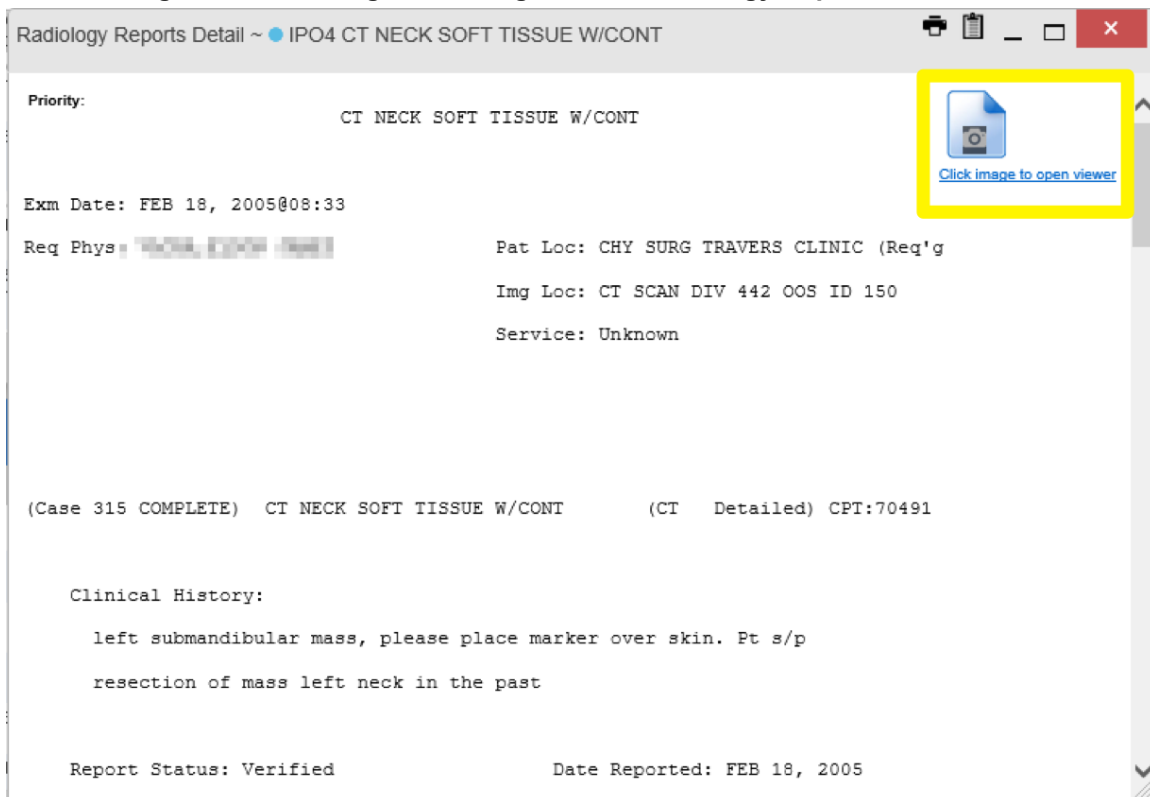 Radiology Reports Detail ~ IPO4 CT NECK SOFT TISSUE W/CONT
Priority:
CT NECK SOFT TISSUE W/CONT
Click image to open viewer
Exm Date: FEB 18, 2005@08:33
Req Phys: Pat Loc: CHY SURG TRAVERS CLINIC (Req'g
Img Loc: CT SCAN DIV 442 OOS ID 150
Service: Unknown
(Case 315 COMPLETE) CT NECK SOFT TISSUE W/CONT (CT Detailed) CPT:70491
Clinical History:
left submandibular mass, please place marker over skin. Pt s/p
resection of mass left neck in the past
Report Status: Verified Date Reported: FEB 18, 2005